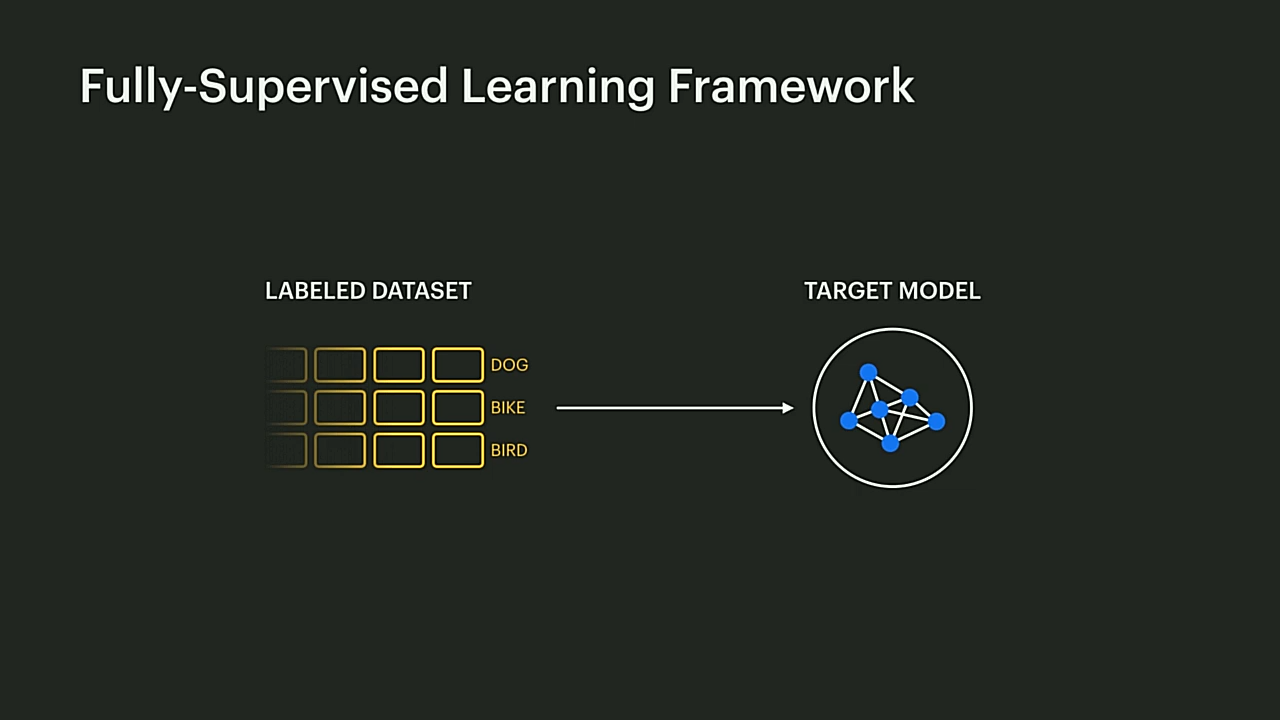 Fully-Supervised Learning Framework
LABELED DATASET
TARGET MODEL
DOG
BIKE
BIRD